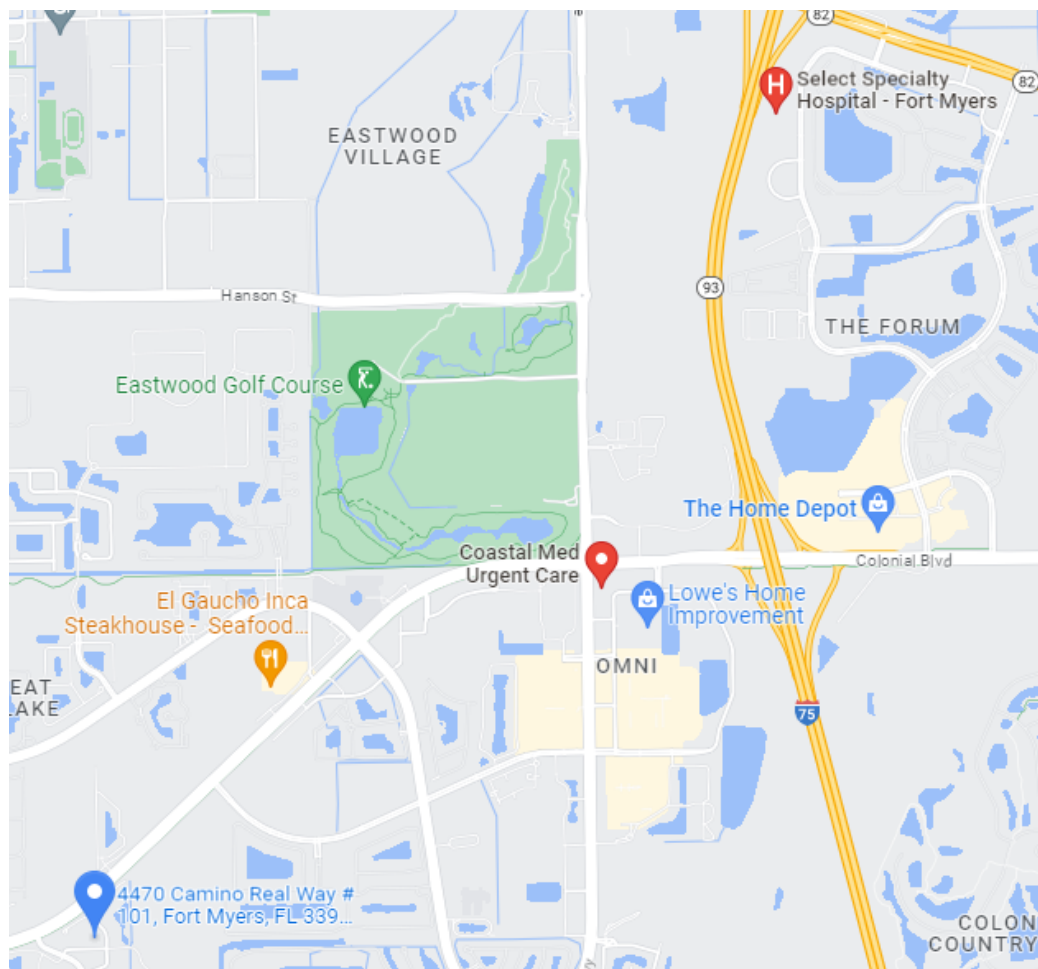 82
82
Select Specialty
Hospital - Fort Myers
EASTWOOD
VILLAGE
93
Hanson St
THE FORUM
Eastwood Golf Course
The Home Depot
Coastal Med
Urgent Care
Colonial Blvd
Lowe's Home
Improvement
El Gaucho Inca
Steakhouse - Seafood...
OMNI
EAT
LAKE
75
4470 Camino Real Way #
101, Fort Myers, FL 339...
COLON
COUNTRY